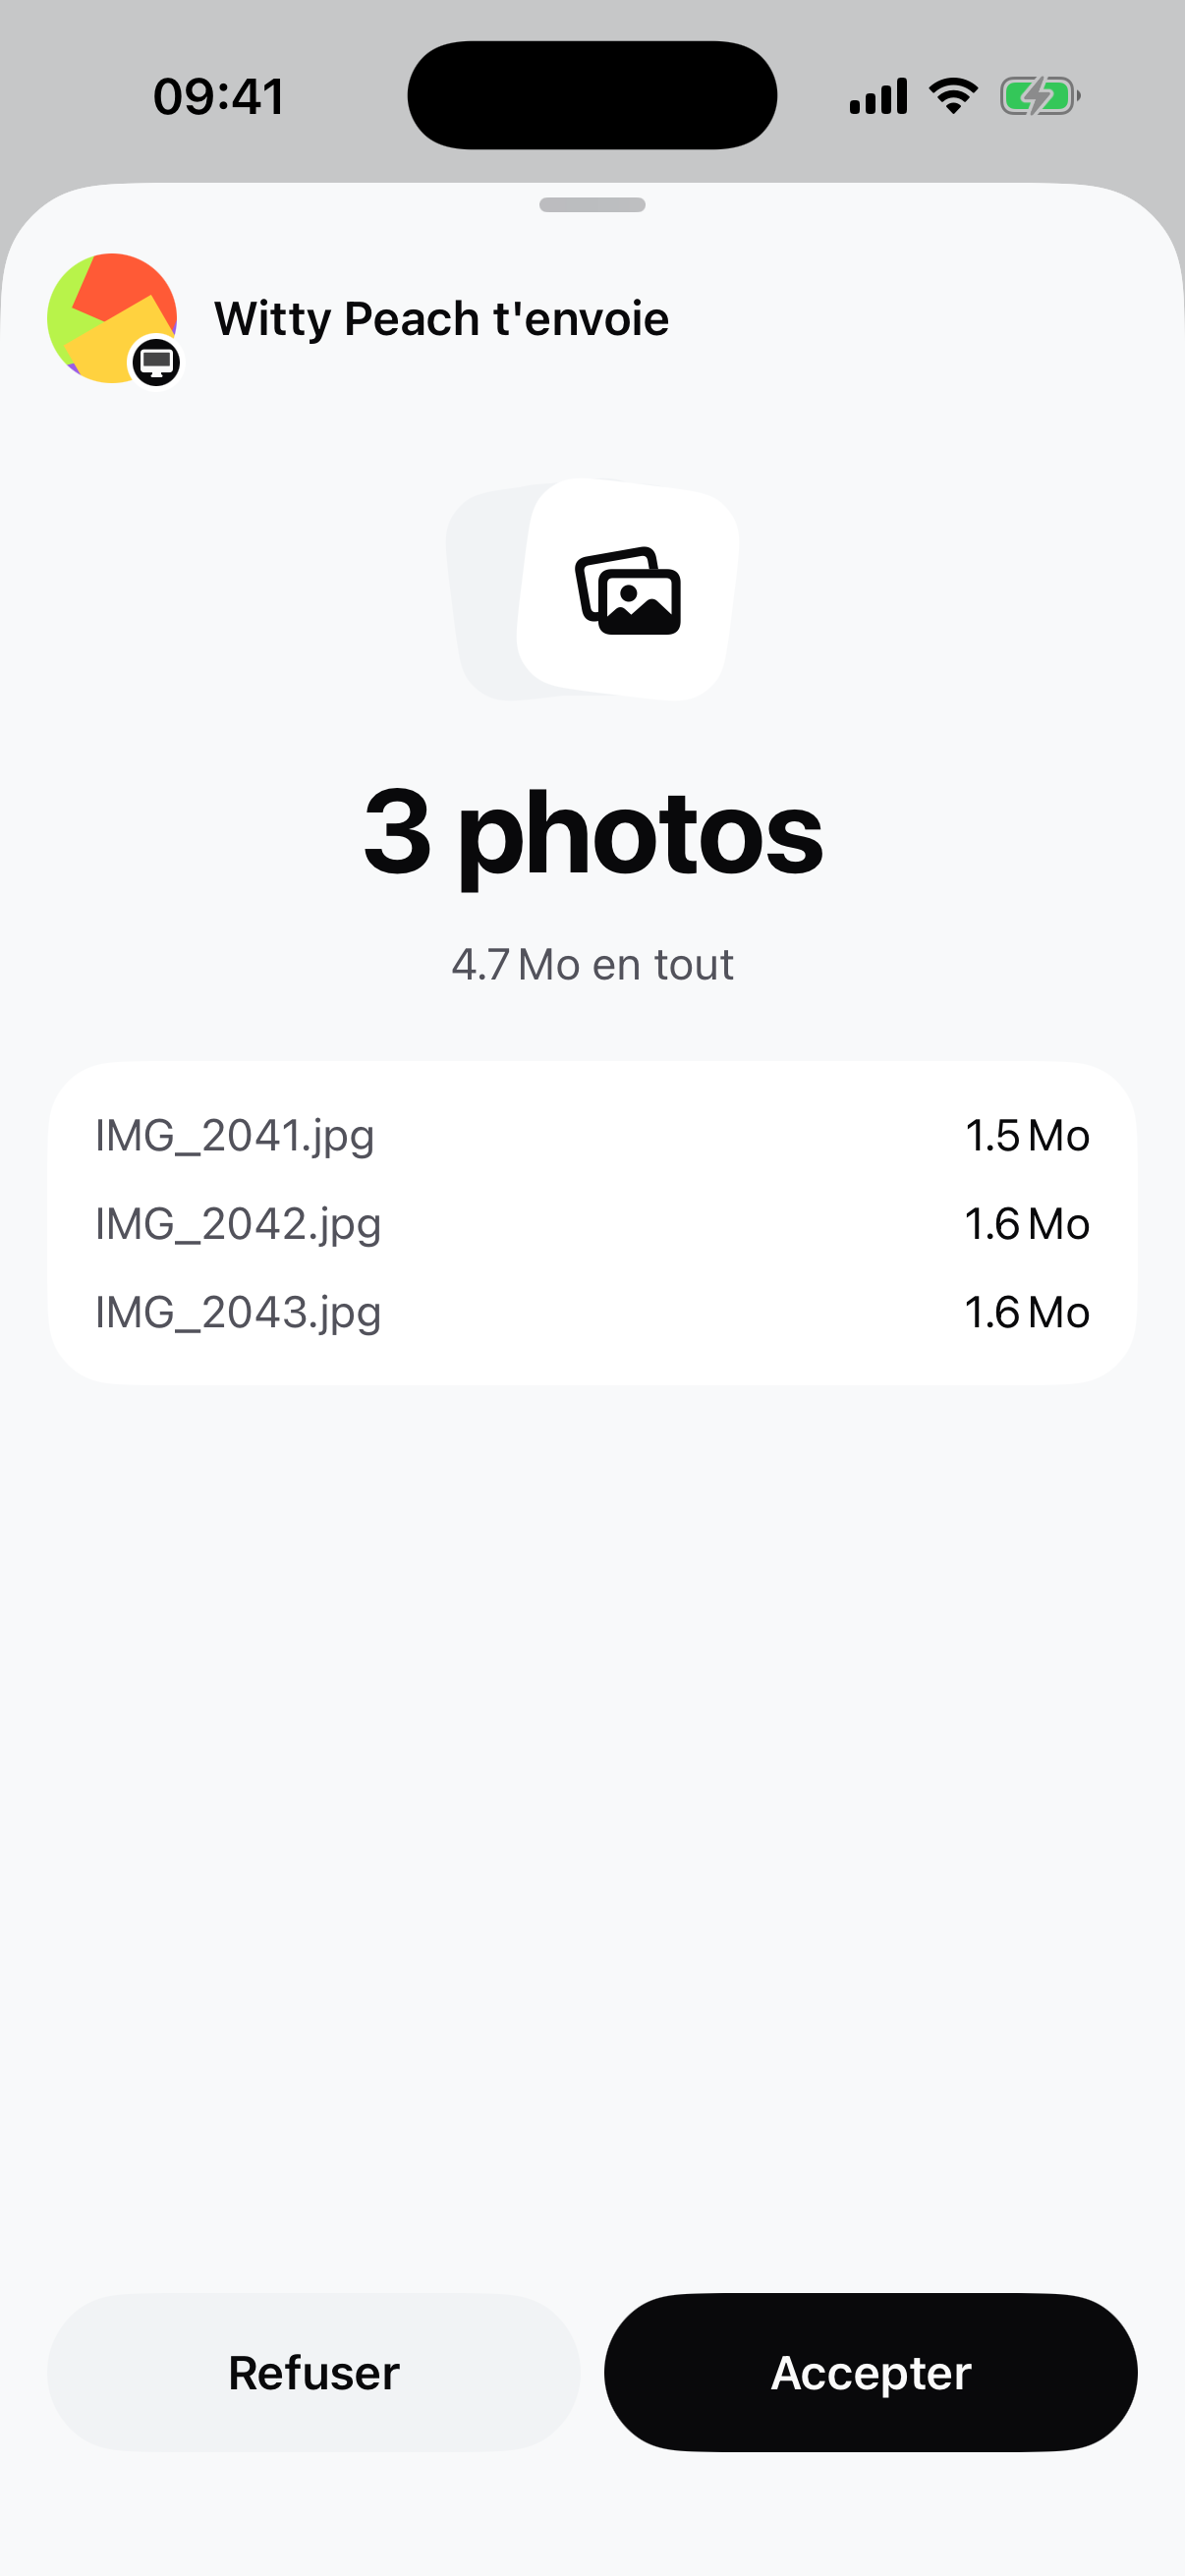 09:41
Witty Peach t'envoie
3 photos
4.7 Mo en tout
IMG_2041.jpg 1.5 Mo
IMG_2042.jpg 1.6 Mo
IMG_2043.jpg 1.6 Mo
Refuser Accepter